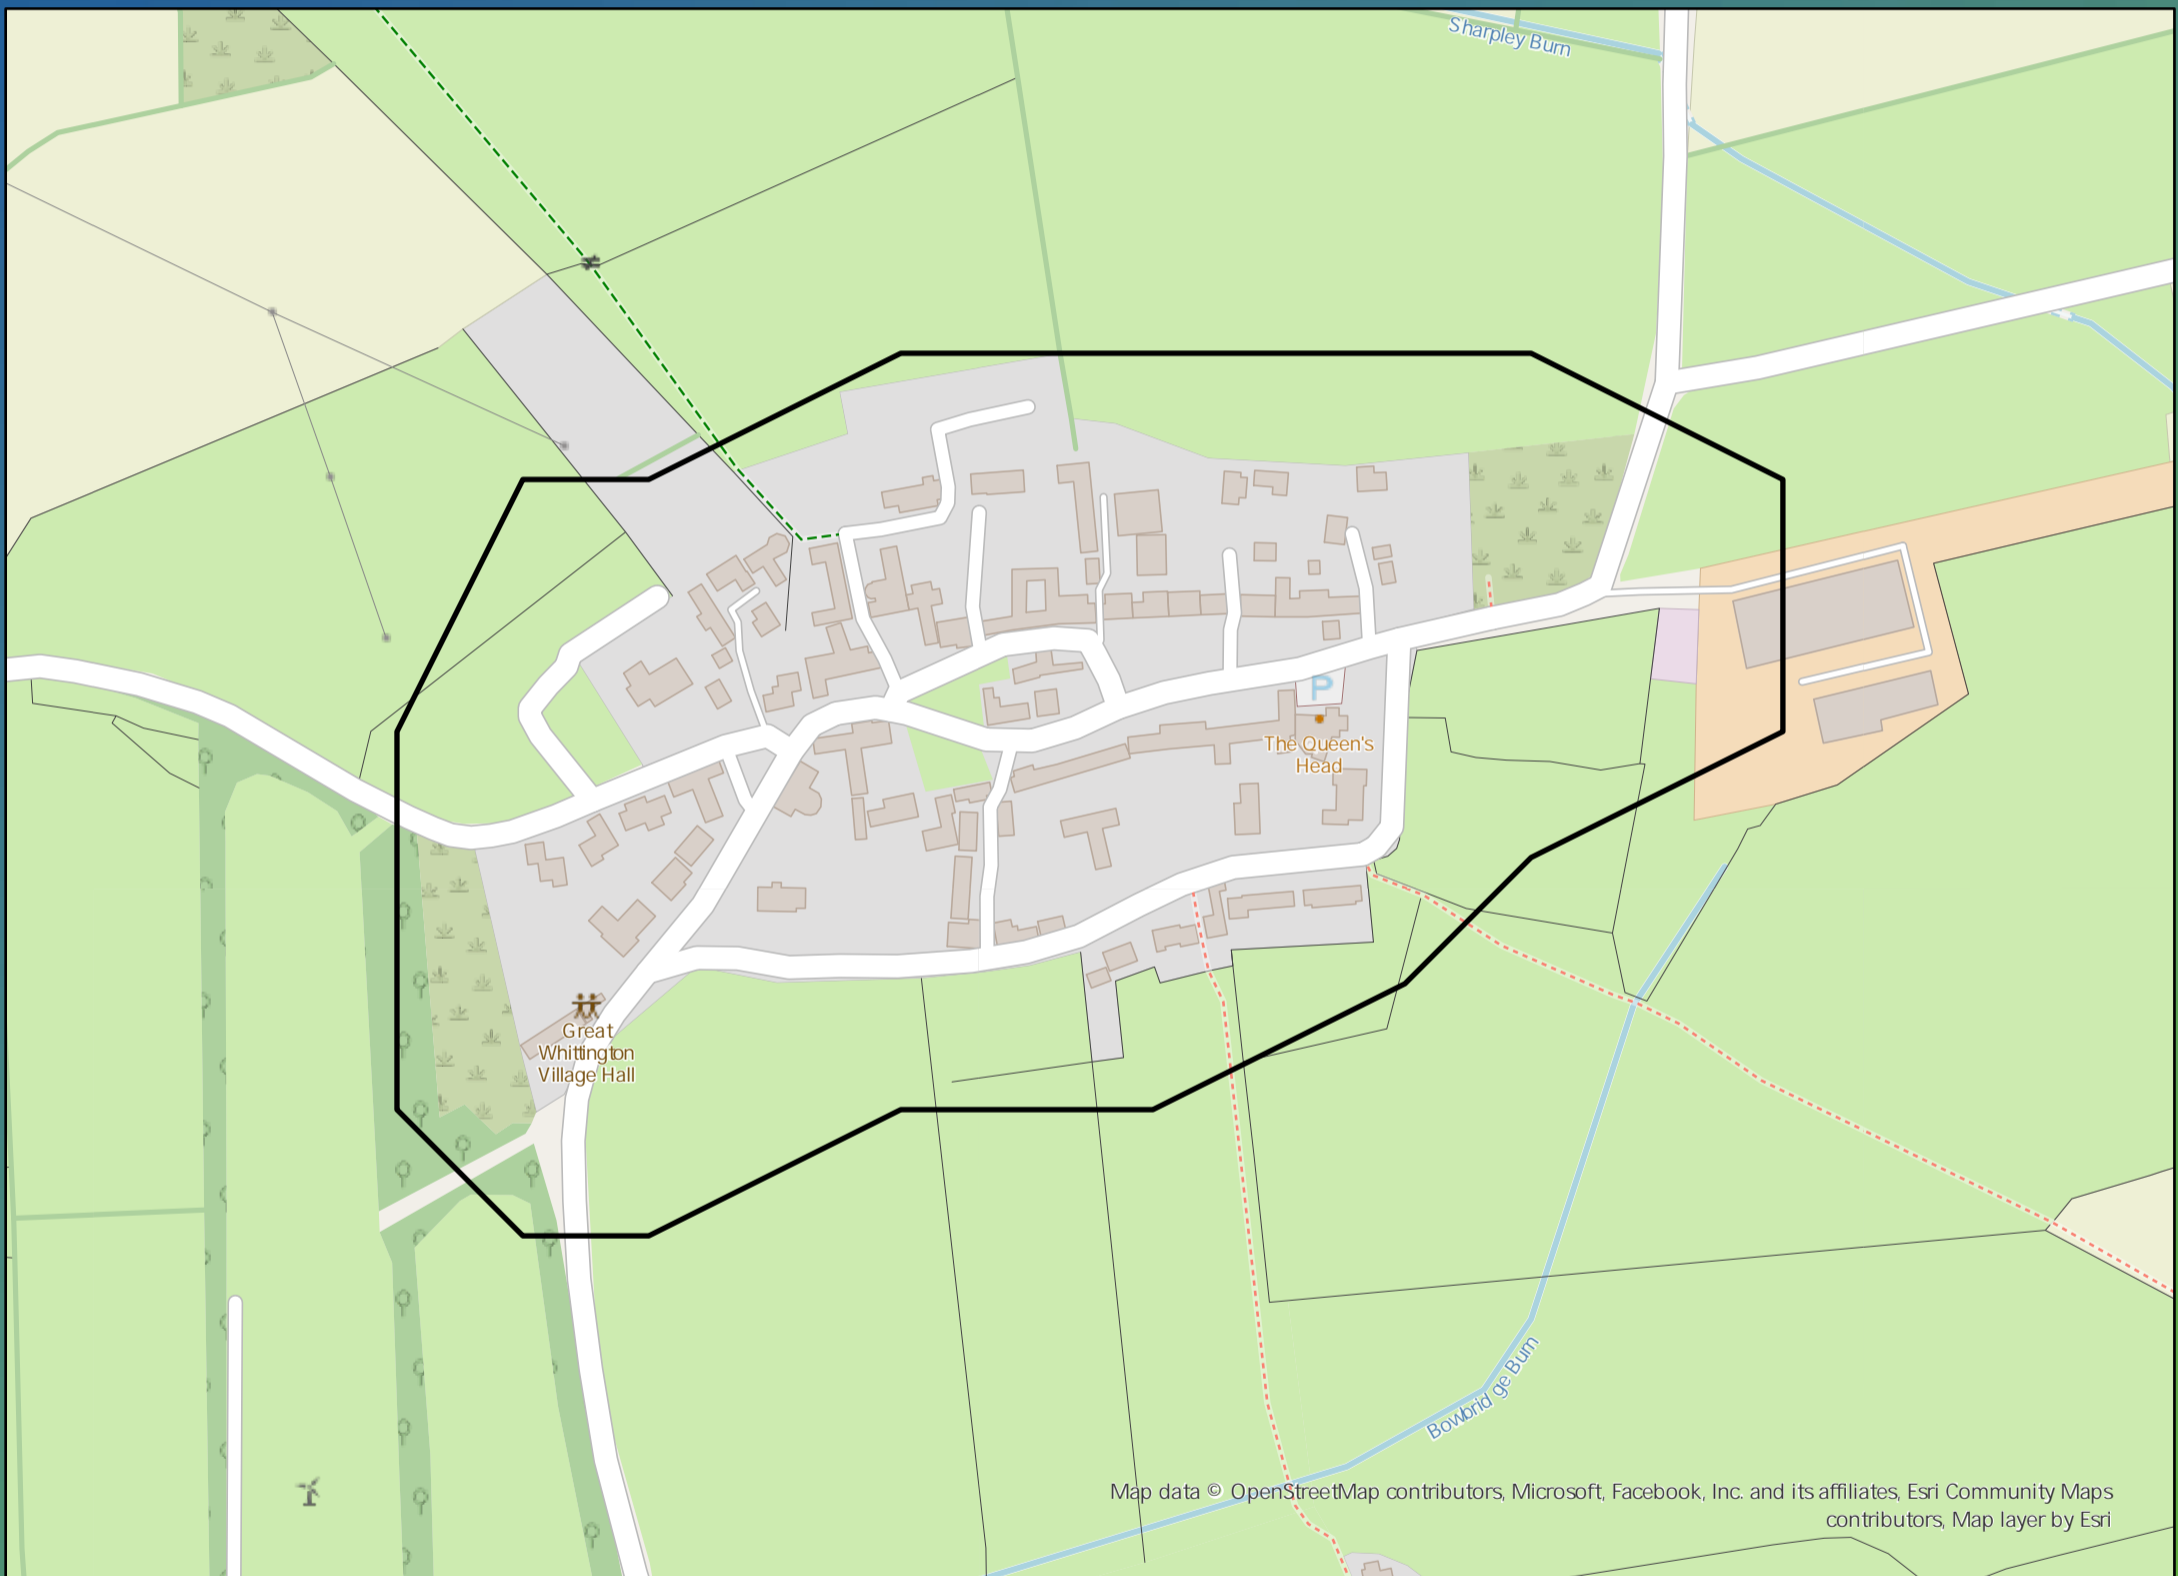 Sharpley Burn
P
The Queen's
Head
Great
Whittington
Village Hall
Bowbridge Burn
Map data © OpenStreetMap contributors, Microsoft, Facebook, Inc. and its affiliates, Esri Community Maps
contributors, Map layer by Esri